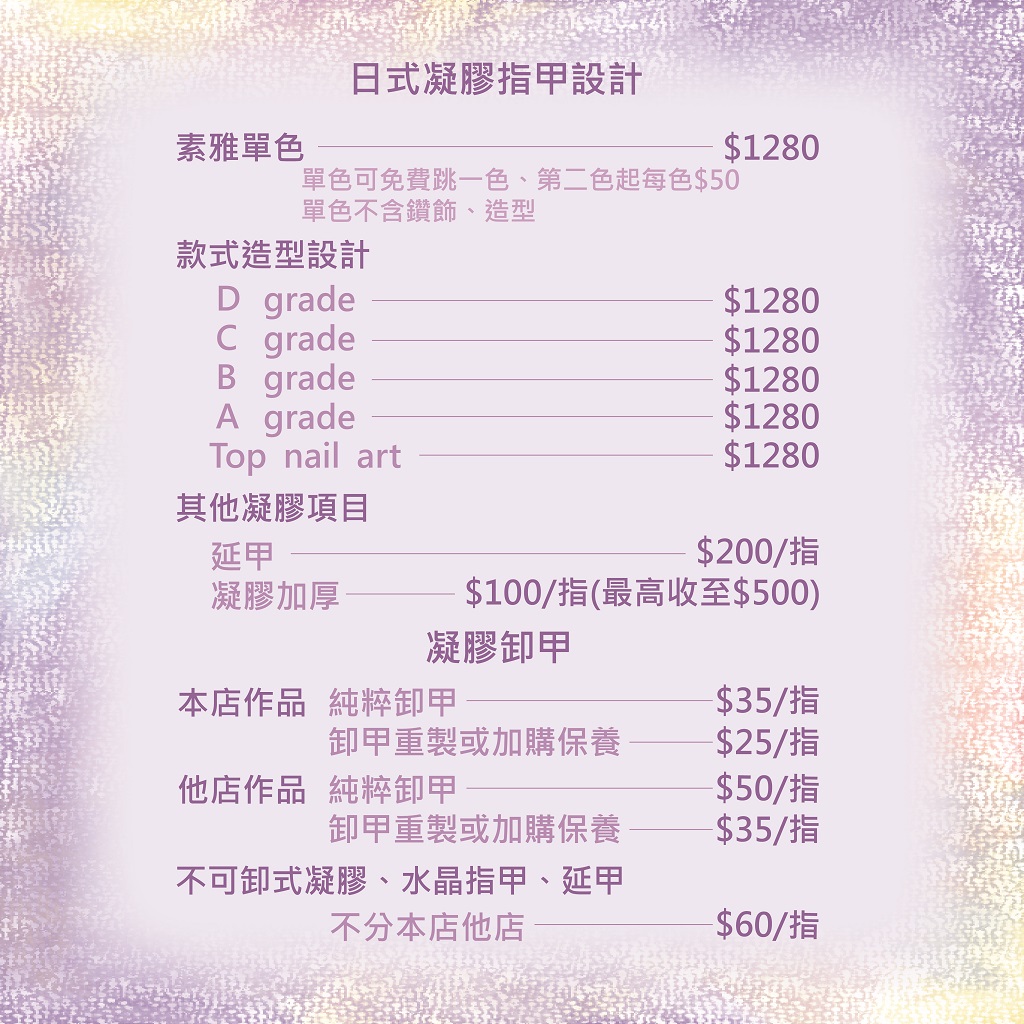 日式凝膠指甲設計
素雅單色 $1280
單色可免費跳一色、第二色起每色$50
單色不含鑽飾、造型
款式造型設計
D grade $1280
C grade $1280
B grade $1280
A grade $1280
Top nail art $1280
其他凝膠項目
延甲 $200/指
凝膠加厚 $100/指(最高收至$500)
凝膠卸甲
本店作品 純粹卸甲 $35/指
卸甲重製或加購保養 $25/指
他店作品 純粹卸甲 $50/指
卸甲重製或加購保養 $35/指
不可卸式凝膠、水晶指甲、延甲
不分本店他店 $60/指